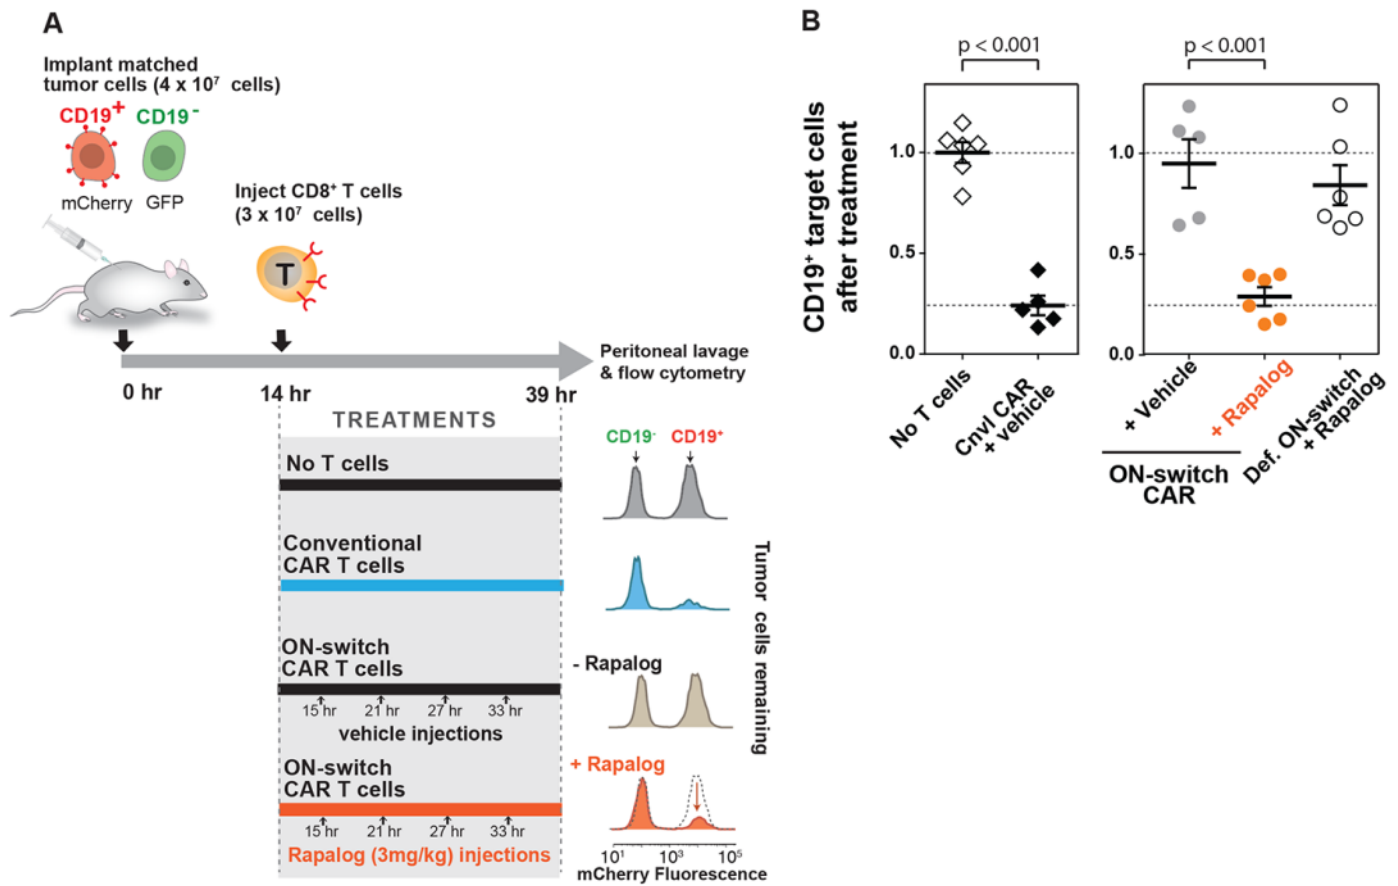 A
Implant matched
tumor cells (4 x 10⁷ cells)
CD19⁺ CD19⁻
mCherry GFP
Inject CD8⁺ T cells
(3 x 10⁷ cells)
T
0 hr
14 hr
39 hr
Peritoneal lavage
& flow cytometry
TREATMENTS
No T cells
Conventional
CAR T cells
ON-switch
CAR T cells
15 hr 21 hr 27 hr 33 hr
vehicle injections
ON-switch
CAR T cells
15 hr 21 hr 27 hr 33 hr
Rapalog (3mg/kg) injections
CD19⁻ CD19⁺
- Rapalog
+ Rapalog
10¹ 10³ 10⁵
mCherry Fluorescence
Tumor cells remaining
B
CD19⁺ target cells
after treatment
p < 0.001
1.0
0.5
0.0
No T cells
Cnvl CAR
+ vehicle
p < 0.001
1.0
0.5
0.0
+ Vehicle
+ Rapalog
Def. ON-switch
+ Rapalog
ON-switch
CAR